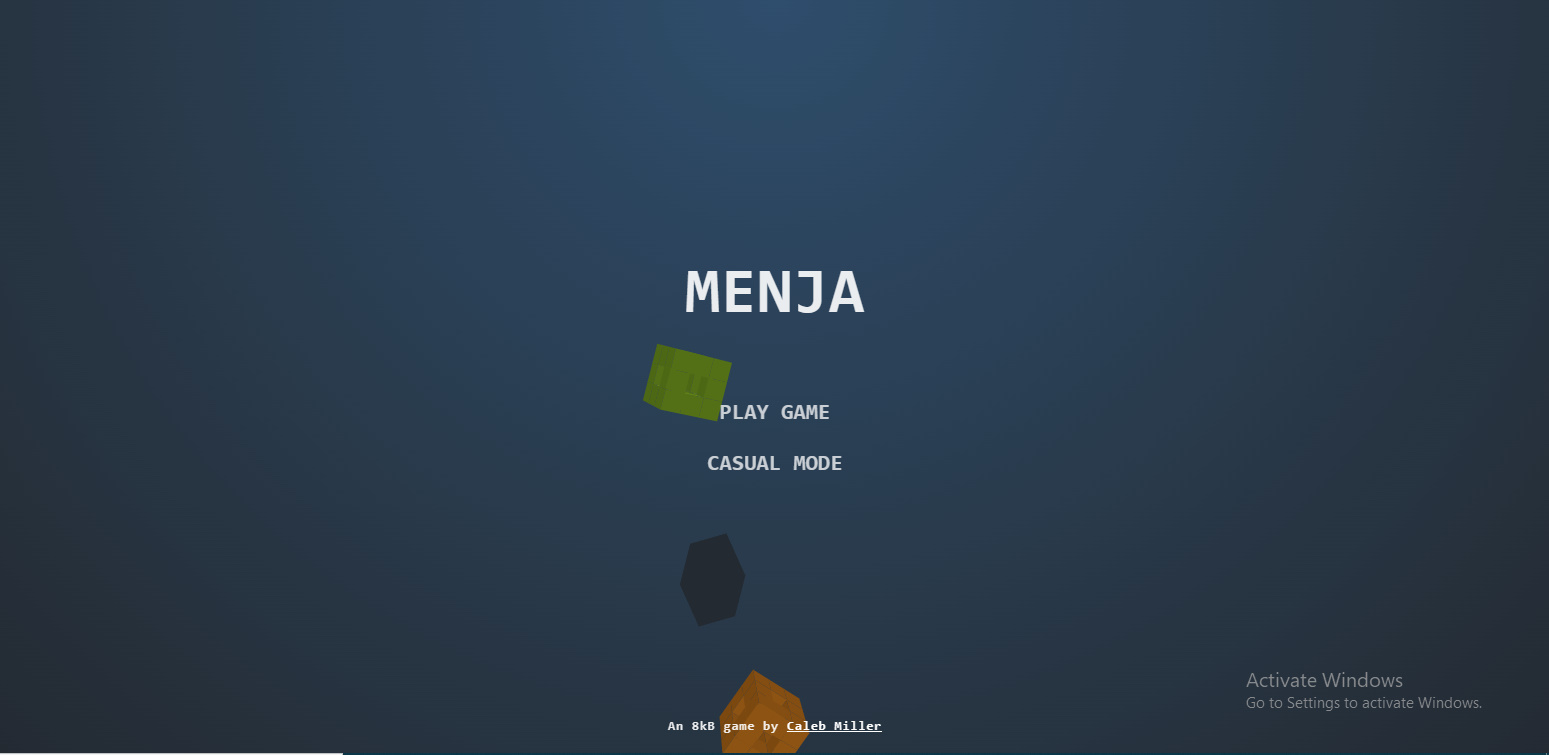 MENJA
PLAY GAME
CASUAL MODE
An 8kB game by Caleb Miller
Activate Windows
Go to Settings to activate Windows.